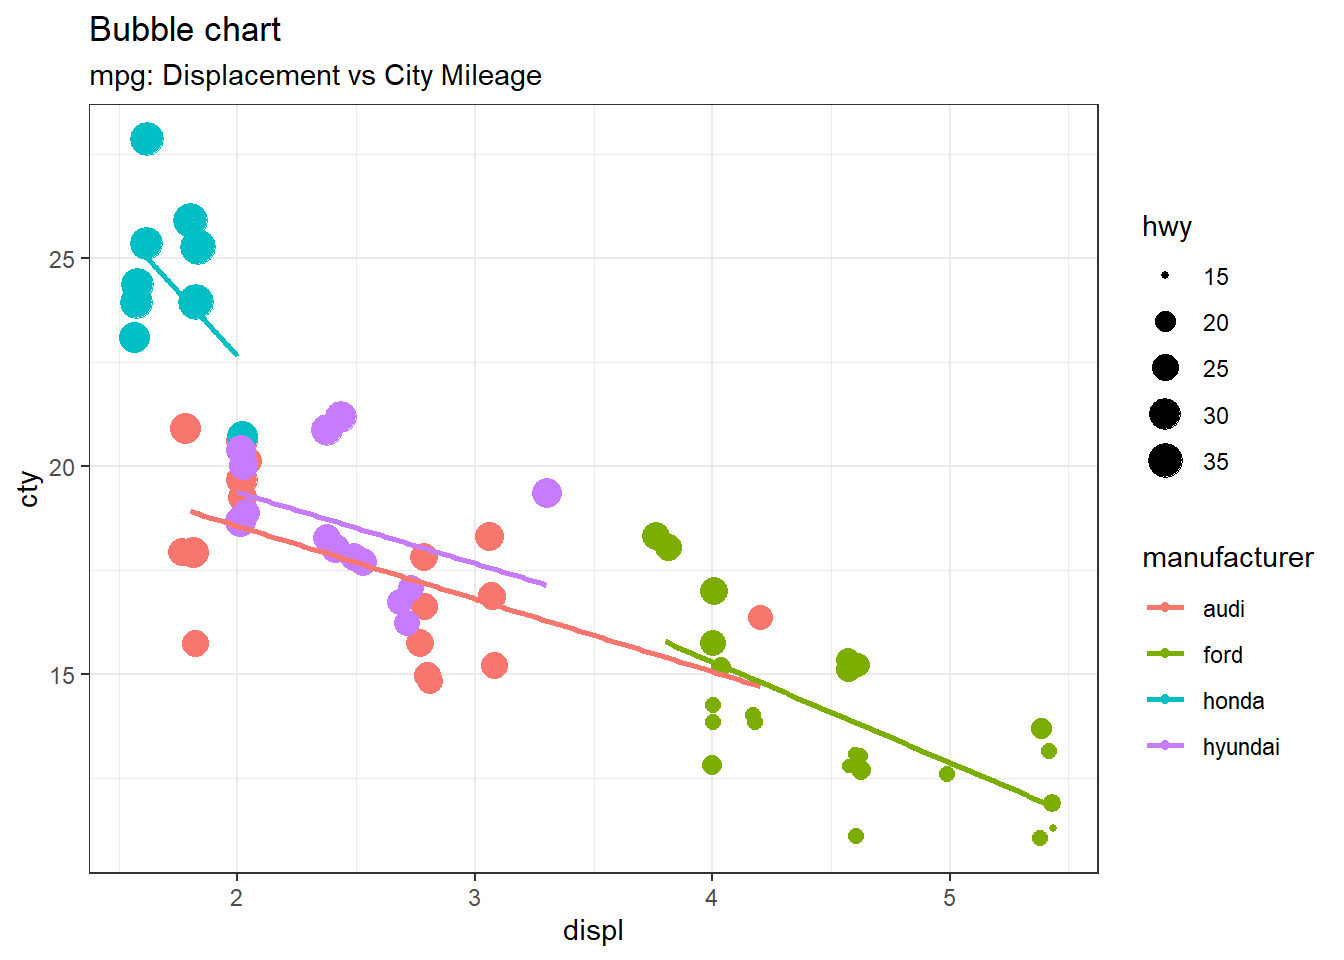 Bubble chart
mpg: Displacement vs City Mileage
25
20
15
cty
2
3
4
5
displ
hwy
15
20
25
30
35
manufacturer
audi
ford
honda
hyundai